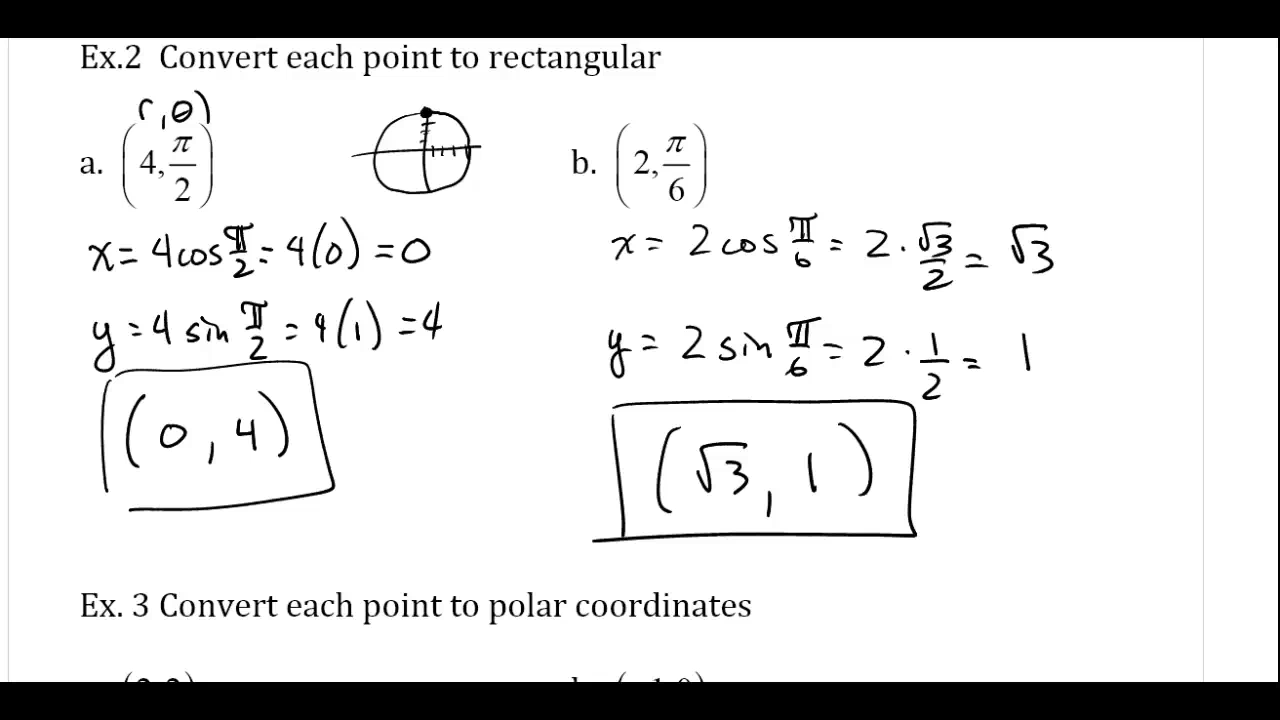 Ex.2 Convert each point to rectangular
r, θ)
a. (4, π/2)
x = 4cos π/2 = 4(0) = 0
y = 4 sin π/2 = 4(1) = 4
(0, 4)
b. (2, π/6)
x = 2 cos π/6 = 2 · √3/2 = √3
y = 2 sin π/6 = 2 · 1/2 = 1
(√3, 1)
Ex. 3 Convert each point to polar coordinates